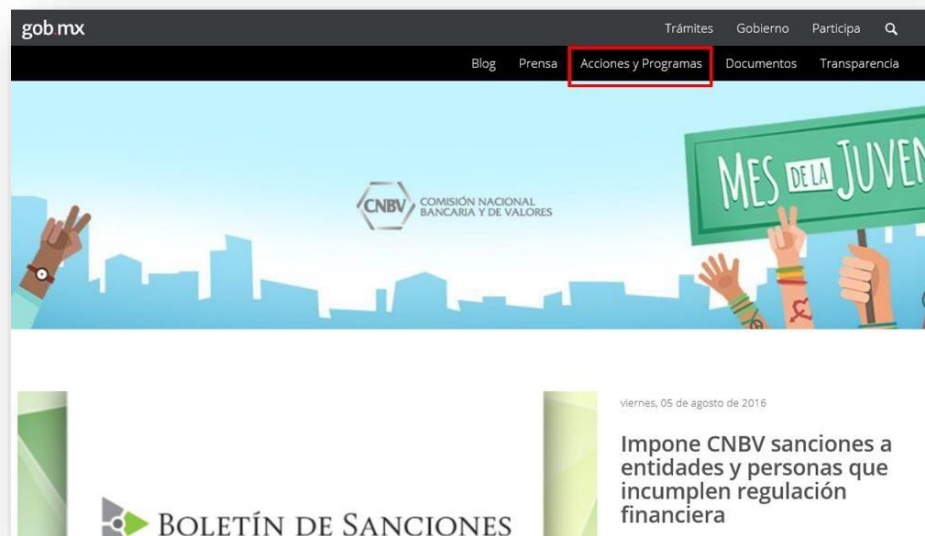 gob.mx
Trámites Gobierno Participa
Blog Prensa Acciones y Programas Documentos Transparencia
CNBV
COMISIÓN NACIONAL
BANCARIA Y DE VALORES
MES DE LA JUVEN
viernes, 05 de agosto de 2016
Impone CNBV sanciones a
entidades y personas que
incumplen regulación
financiera
BOLETÍN DE SANCIONES